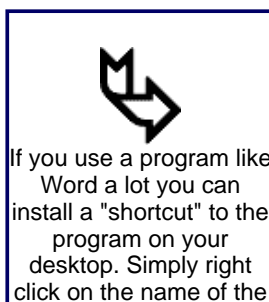 If you use a program like
Word a lot you can
install a "shortcut" to the
program on your
desktop. Simply right
click on the name of the